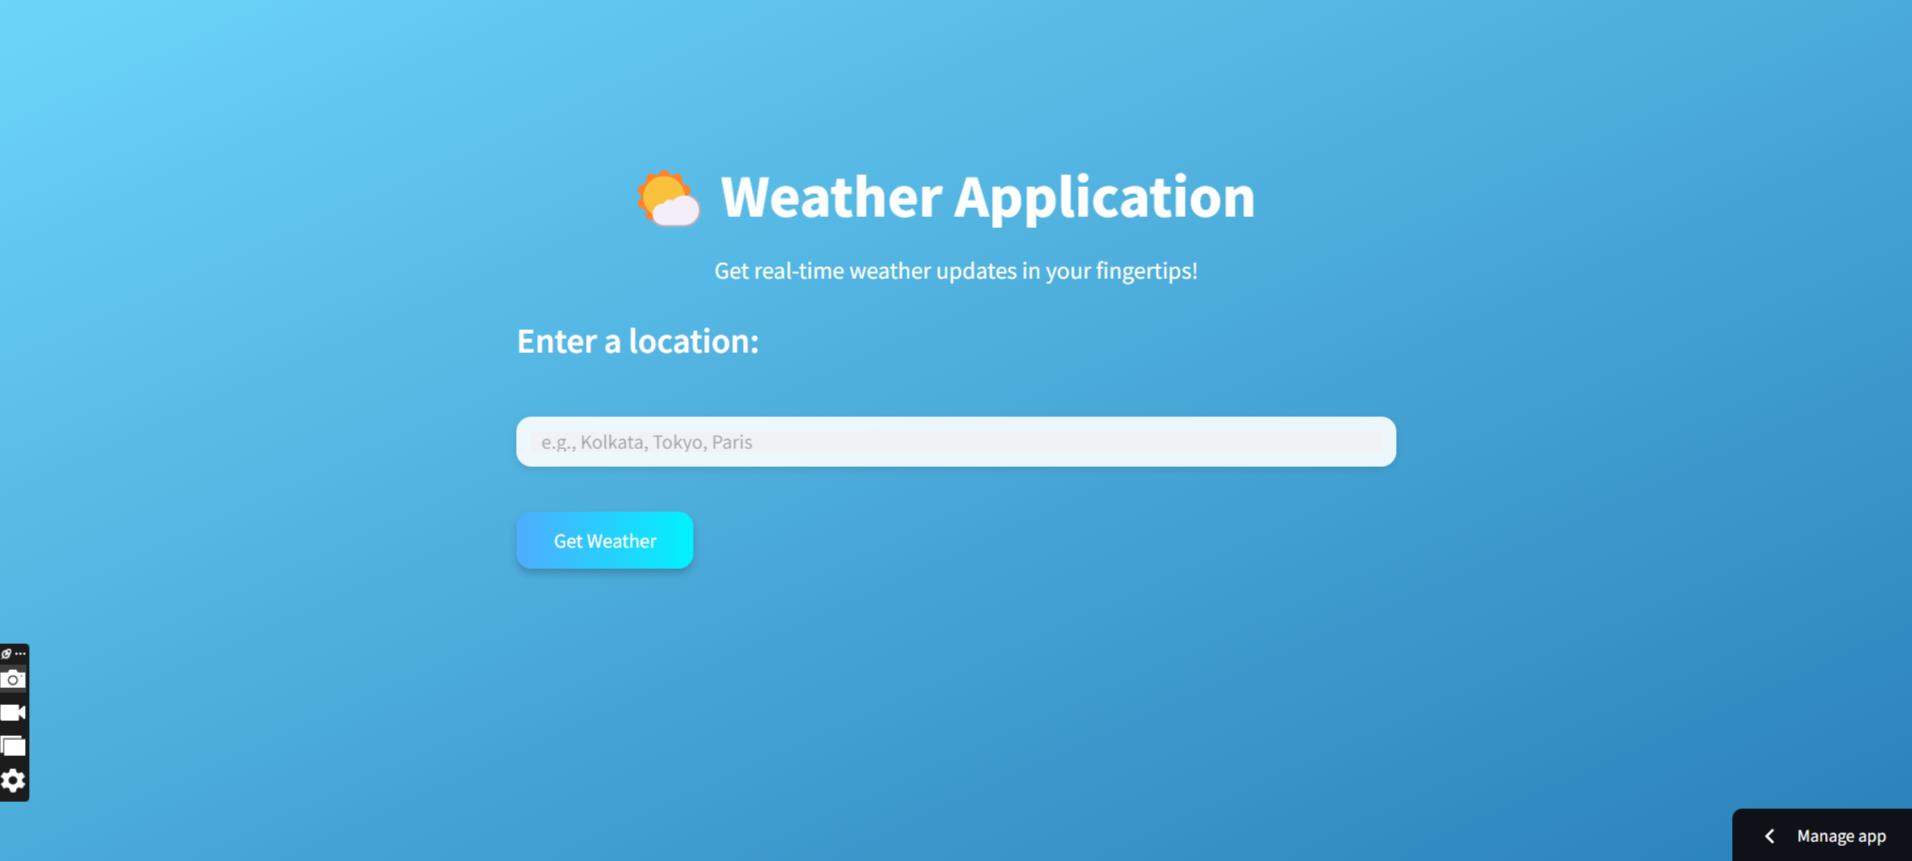 Weather Application
Get real-time weather updates in your fingertips!
Enter a location:
e.g., Kolkata, Tokyo, Paris
Get Weather
Manage app